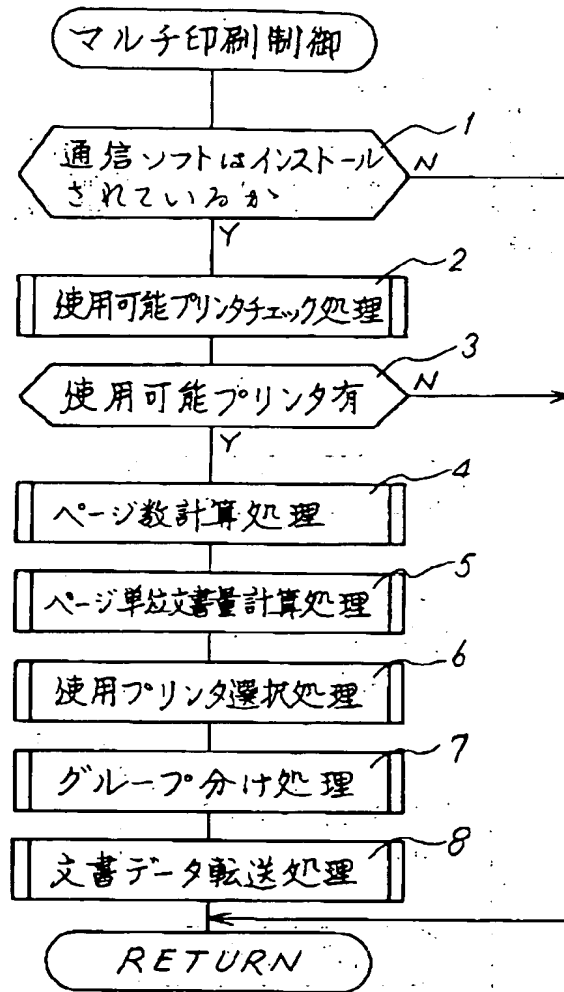 マルチ印刷制御
1
通信ソフトはインストール
されているか
N
Y
2
使用可能プリンタチェック処理
3
使用可能プリンタ有
N
Y
4
ページ数計算処理
5
ページ単位文書量計算処理
6
使用プリンタ選択処理
7
グループ分け処理
8
文書データ転送処理
RETURN